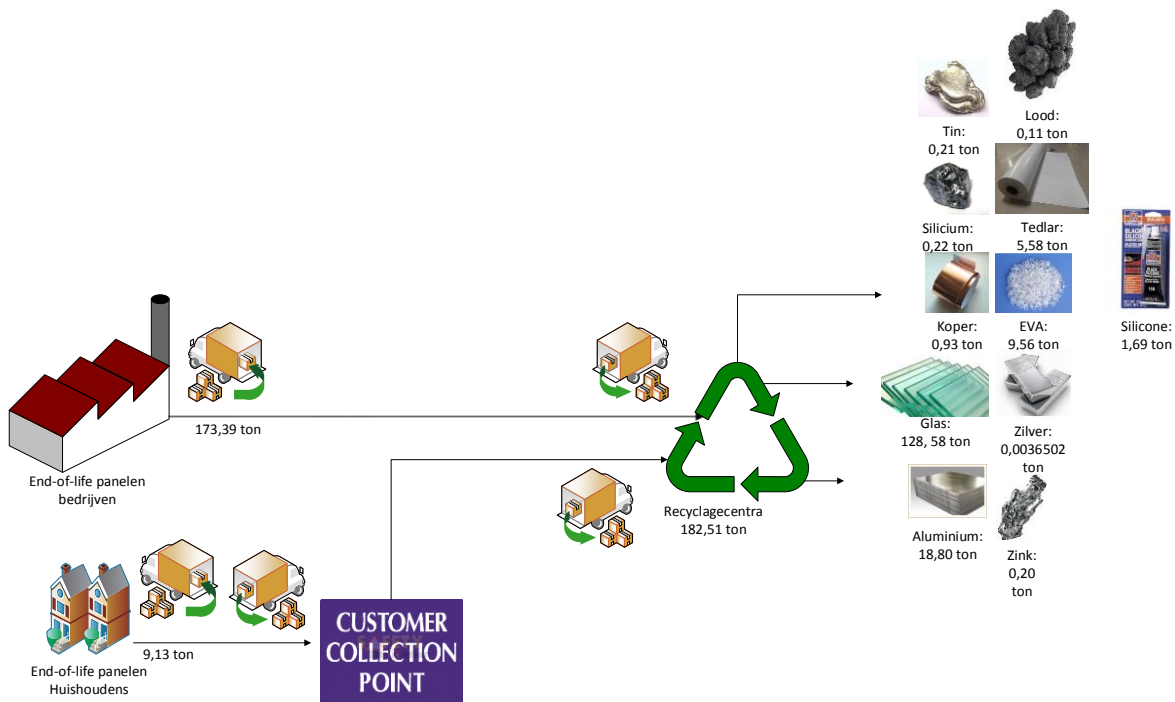 Tin:
0,21 ton
Lood:
0,11 ton
Silicium:
0,22 ton
Tedlar:
5,58 ton
BLACK
SILICONE
Koper:
0,93 ton
EVA:
9,56 ton
Silicone:
1,69 ton
173,39 ton
End-of-life panelen
bedrijven
Glas:
128, 58 ton
Zilver:
0,0036502
ton
Recyclagecentra
182,51 ton
Aluminium:
18,80 ton
Zink:
0,20
ton
9,13 ton
End-of-life panelen
Huishoudens
CUSTOMER
SAFETY
COLLECTION
POINT